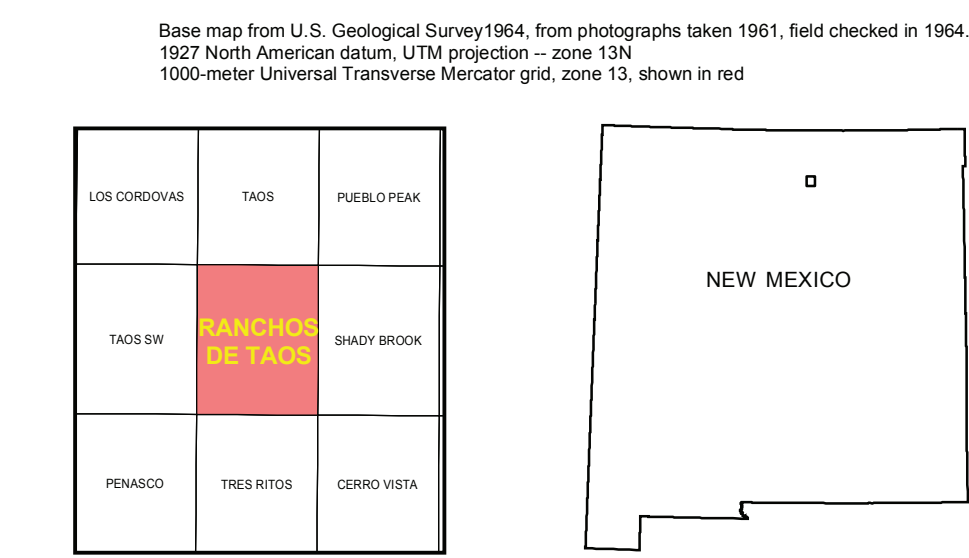 Base map from U.S. Geological Survey1964, from photographs taken 1961, field checked in 1964.
1927 North American datum, UTM projection -- zone 13N
1000-meter Universal Transverse Mercator grid, zone 13, shown in red
LOS CORDOVAS
TAOS
PUEBLO PEAK
TAOS SW
RANCHOS
DE TAOS
SHADY BROOK
PENASCO
TRES RITOS
CERRO VISTA
NEW MEXICO